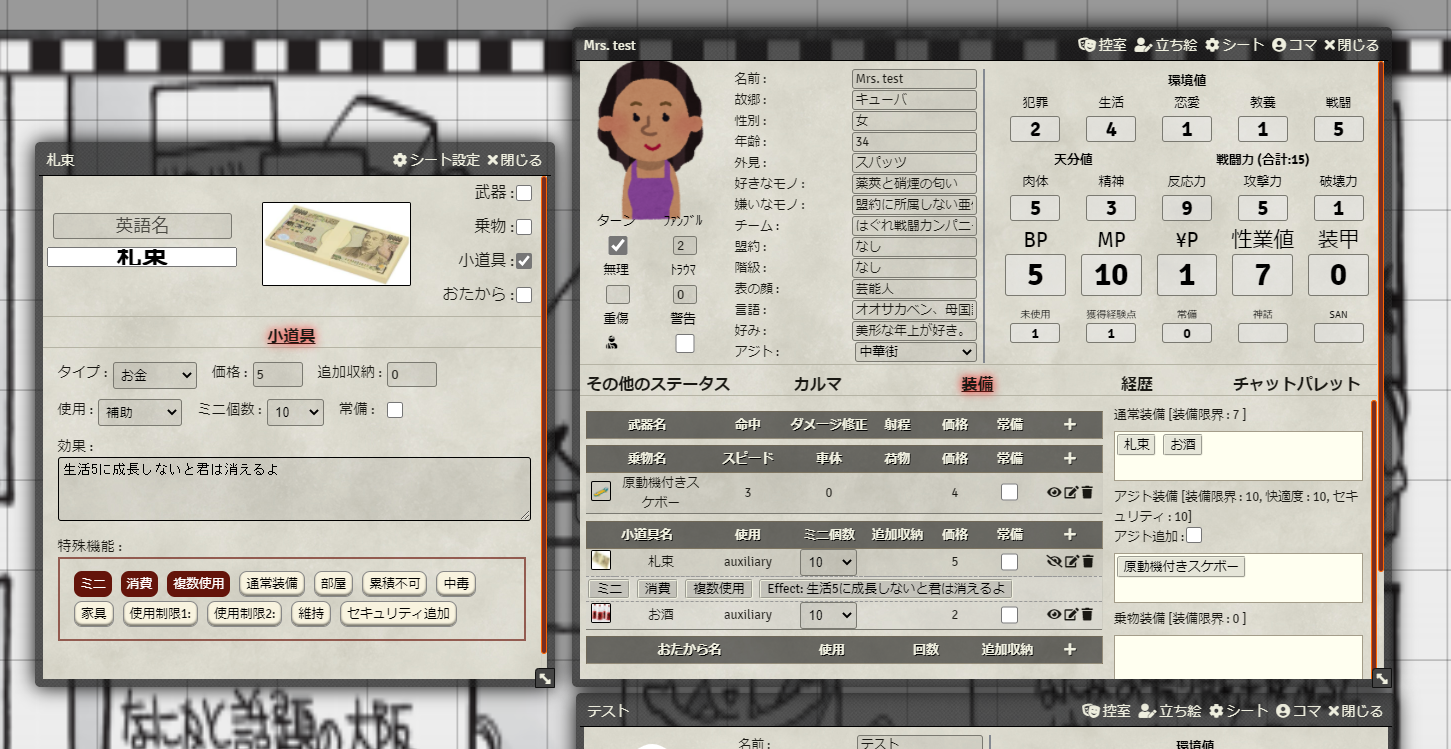 札束 シート設定 閉じる
英語名
札束
武器:
乗物:
小道具:
おたから:
小道具
タイプ: お金 価格: 5 追加収納: 0
使用: 補助 ミニ個数: 10 常備:
効果:
生活5に成長しないと君は消えるよ
特殊機能:
ミニ 消費 複数使用 通常装備 部屋 累積不可 中毒
家具 使用制限1: 使用制限2: 維持 セキュリティ追加
Mrs. test 控室 立ち絵 シート コマ 閉じる
ターン ファンブル
2
無理 トラウマ
0
重傷 警告
名前: Mrs. test
故郷: キューバ
性別: 女
年齢: 34
外見: スパッツ
好きなモノ: 薬莢と硝煙の匂い
嫌いなモノ: 盟約に所属しない亜
チーム: はぐれ戦闘カンパニー
盟約: なし
階級: なし
表の顔: 芸能人
言語: オオサカベン、母国
好み: 美形な年上が好き。
アジト: 中華街
環境値
犯罪 生活 恋愛 教養 戦闘
2 4 1 1 5
天分値 戦闘力 (合計:15)
肉体 精神 反応力 攻撃力 破壊力
5 3 9 5 1
BP MP ¥P 性業値 装甲
5 10 1 7 0
未使用 獲得経験点 常備 神話 SAN
1 1 0
その他のステータス カルマ 装備 経歴 チャットパレット
武器名 命中 ダメージ修正 射程 価格 常備 +
乗物名 スピード 車体 荷物 価格 常備 +
原動機付きス
ケボー 3 0 4
小道具名 使用 ミニ個数 追加収納 価格 常備 +
札束 auxiliary 10 5
ミニ 消費 複数使用 Effect: 生活5に成長しないと君は消えるよ
お酒 auxiliary 10 2
おたから名 使用 回数 追加収納 +
通常装備 [装備限界: 7 ]
札束 お酒
アジト装備 [装備限界: 10, 快適度: 10, セキ
ュリティ: 10]
アジト追加:
原動機付きスケボー
乗物装備 [装備限界: 0 ]
テスト 控室 立ち絵 シート コマ 閉じる
名前: テスト
環境値